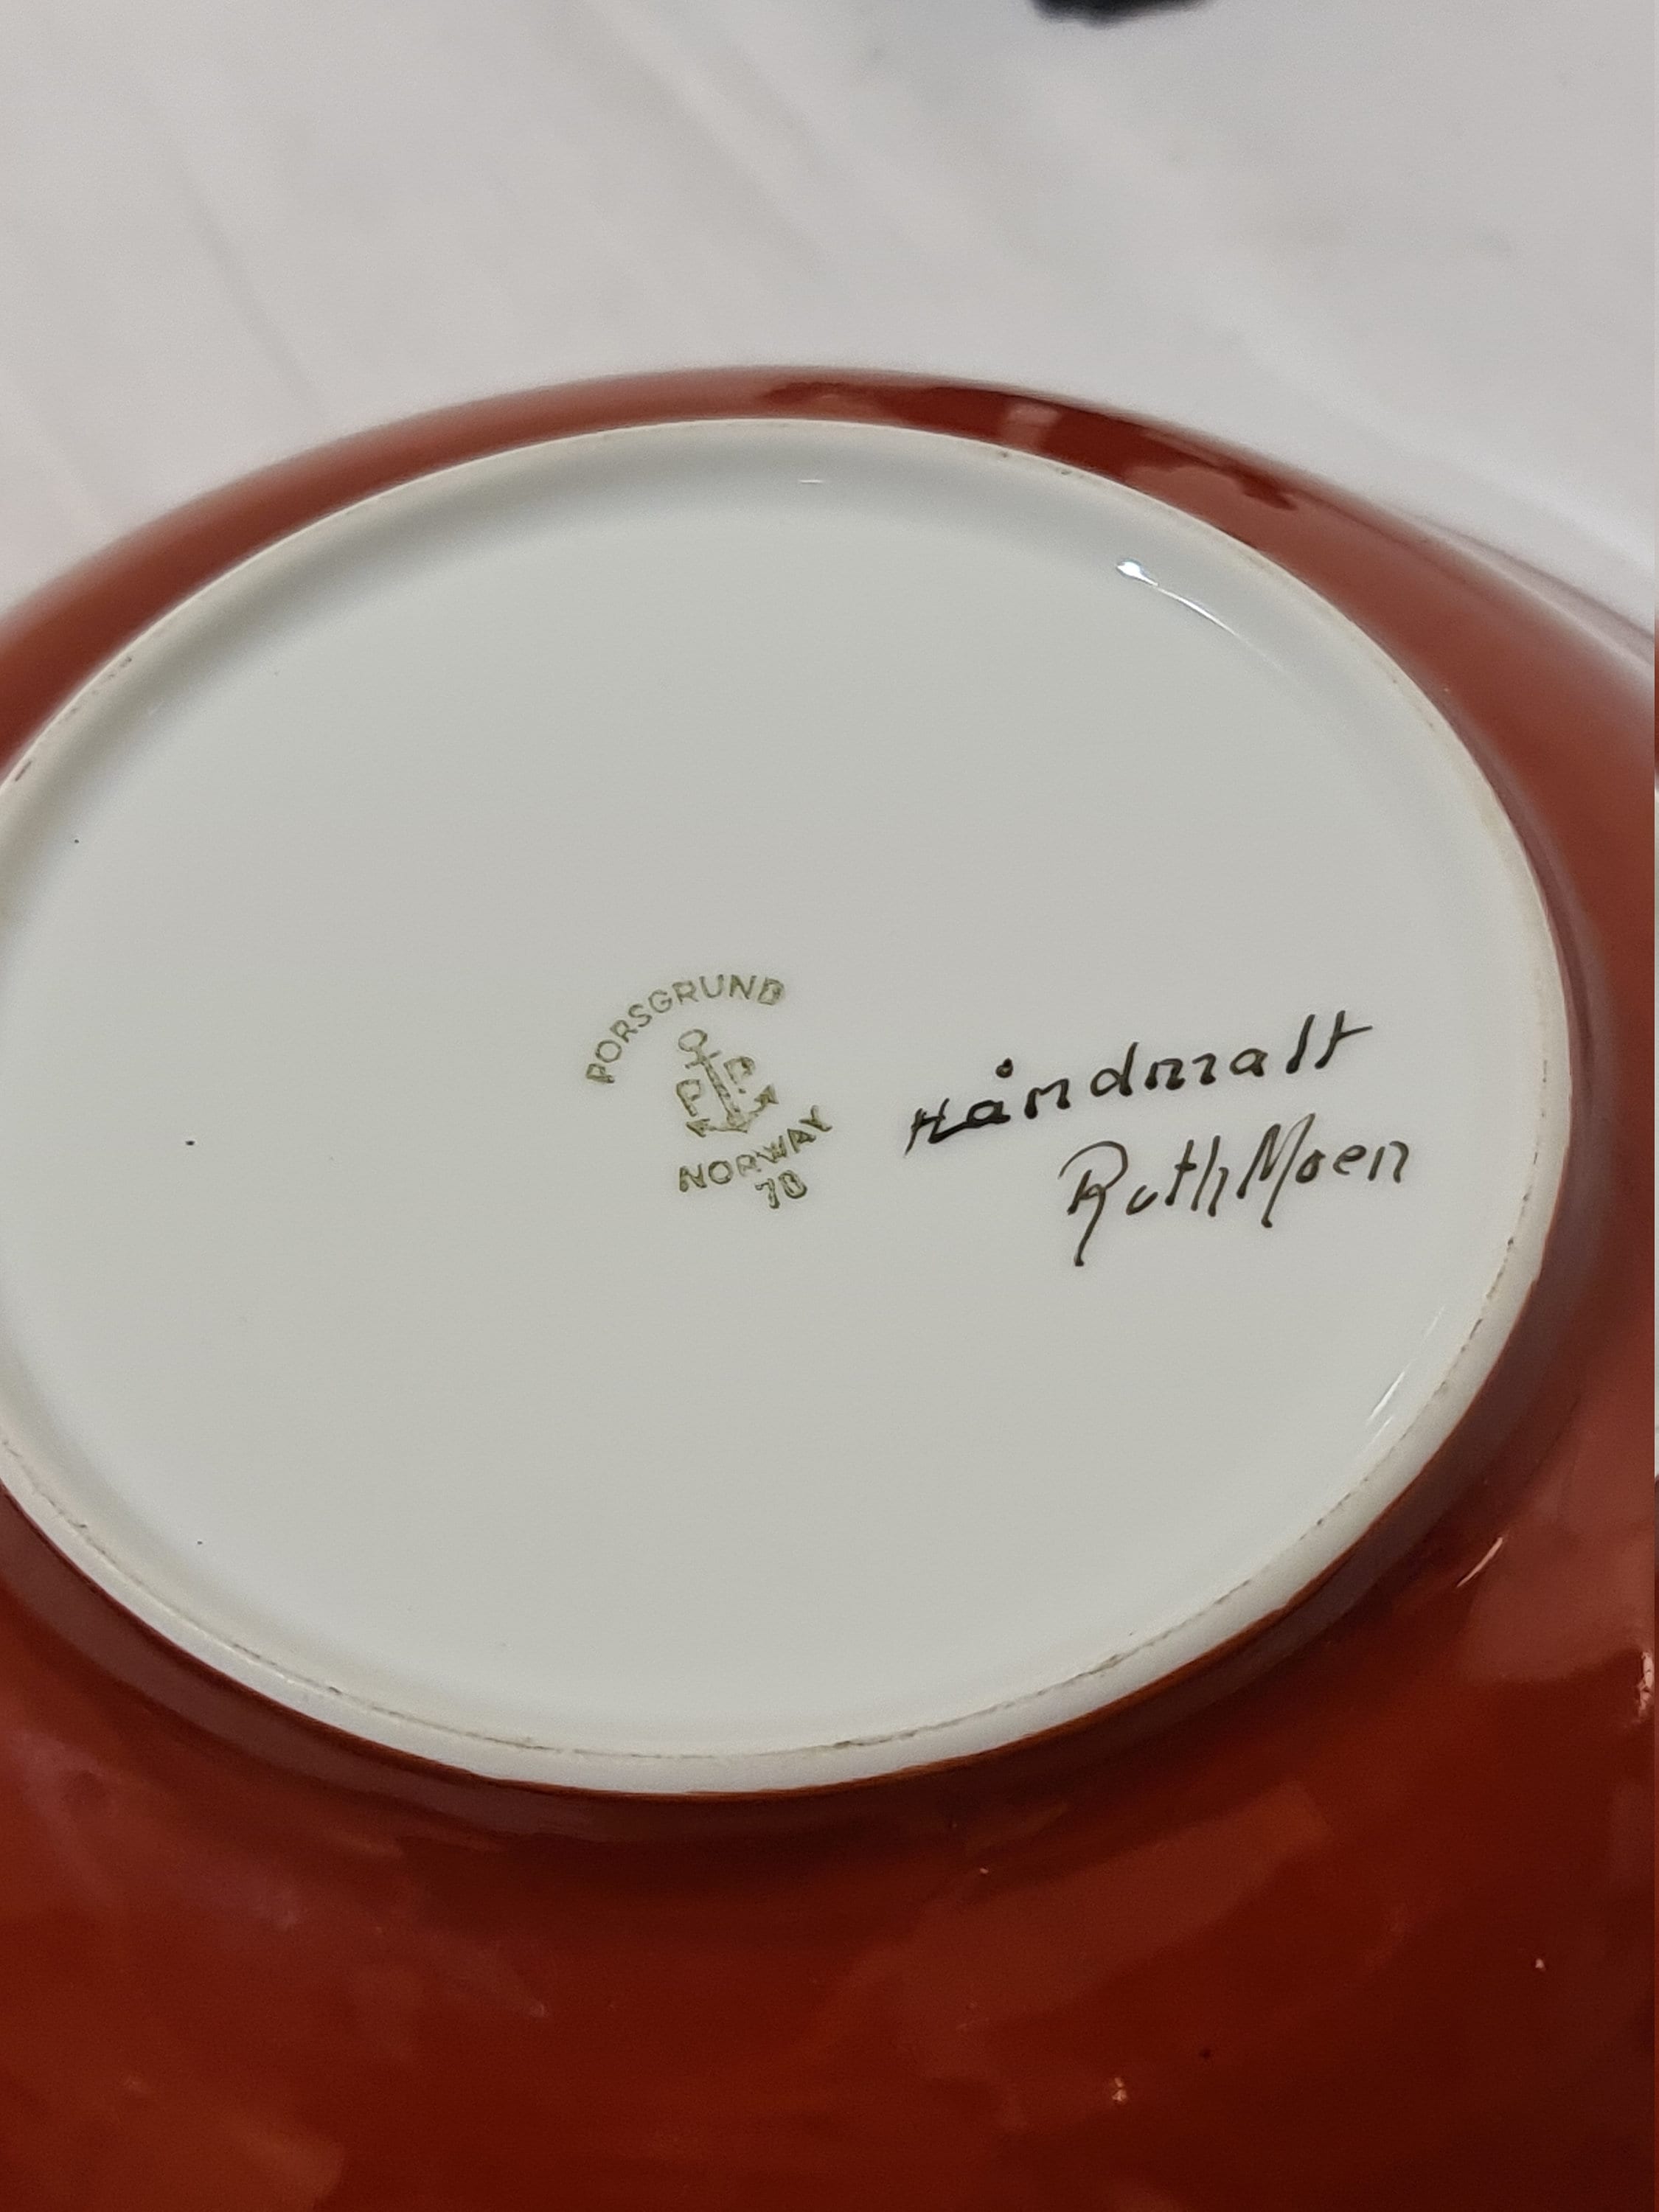 PORSGRUND
P P
NORWAY
78
Håndmalt
Ruth Moen